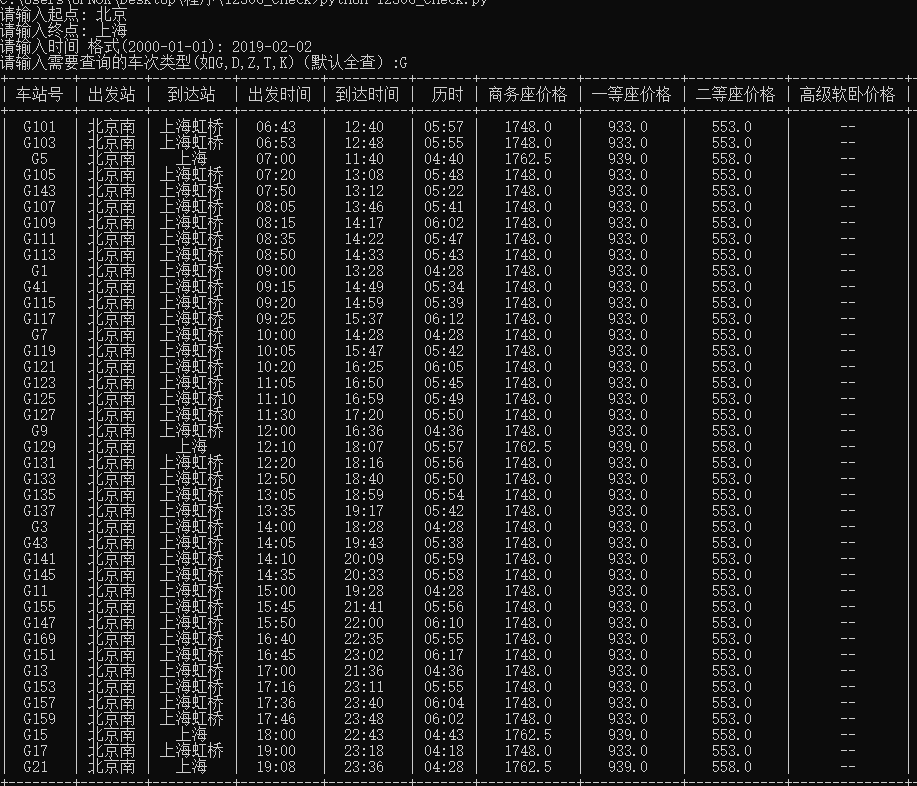 请输入起点: 北京
请输入终点: 上海
请输入时间 格式(2000-01-01): 2019-02-02
请输入需要查询的车次类型(如G,D,Z,T,K) (默认全查) :G
车站号 | 出发站 | 到达站 | 出发时间 | 到达时间 | 历时 | 商务座价格 | 一等座价格 | 二等座价格 | 高级软卧价格
G101 | 北京南 | 上海虹桥 | 06:43 | 12:40 | 05:57 | 1748.0 | 933.0 | 553.0 | --
G103 | 北京南 | 上海虹桥 | 06:53 | 12:48 | 05:55 | 1748.0 | 933.0 | 553.0 | --
G5 | 北京南 | 上海 | 07:00 | 11:40 | 04:40 | 1762.5 | 939.0 | 558.0 | --
G105 | 北京南 | 上海虹桥 | 07:20 | 13:08 | 05:48 | 1748.0 | 933.0 | 553.0 | --
G143 | 北京南 | 上海虹桥 | 07:50 | 13:12 | 05:22 | 1748.0 | 933.0 | 553.0 | --
G107 | 北京南 | 上海虹桥 | 08:05 | 13:46 | 05:41 | 1748.0 | 933.0 | 553.0 | --
G109 | 北京南 | 上海虹桥 | 08:15 | 14:17 | 06:02 | 1748.0 | 933.0 | 553.0 | --
G111 | 北京南 | 上海虹桥 | 08:35 | 14:22 | 05:47 | 1748.0 | 933.0 | 553.0 | --
G113 | 北京南 | 上海虹桥 | 08:50 | 14:33 | 05:43 | 1748.0 | 933.0 | 553.0 | --
G1 | 北京南 | 上海虹桥 | 09:00 | 13:28 | 04:28 | 1748.0 | 933.0 | 553.0 | --
G41 | 北京南 | 上海虹桥 | 09:15 | 14:49 | 05:34 | 1748.0 | 933.0 | 553.0 | --
G115 | 北京南 | 上海虹桥 | 09:20 | 14:59 | 05:39 | 1748.0 | 933.0 | 553.0 | --
G117 | 北京南 | 上海虹桥 | 09:25 | 15:37 | 06:12 | 1748.0 | 933.0 | 553.0 | --
G7 | 北京南 | 上海虹桥 | 10:00 | 14:28 | 04:28 | 1748.0 | 933.0 | 553.0 | --
G119 | 北京南 | 上海虹桥 | 10:05 | 15:47 | 05:42 | 1748.0 | 933.0 | 553.0 | --
G121 | 北京南 | 上海虹桥 | 10:20 | 16:25 | 06:05 | 1748.0 | 933.0 | 553.0 | --
G123 | 北京南 | 上海虹桥 | 11:05 | 16:50 | 05:45 | 1748.0 | 933.0 | 553.0 | --
G125 | 北京南 | 上海虹桥 | 11:10 | 16:59 | 05:49 | 1748.0 | 933.0 | 553.0 | --
G127 | 北京南 | 上海虹桥 | 11:30 | 17:20 | 05:50 | 1748.0 | 933.0 | 553.0 | --
G9 | 北京南 | 上海虹桥 | 12:00 | 16:36 | 04:36 | 1748.0 | 933.0 | 553.0 | --
G129 | 北京南 | 上海 | 12:10 | 18:07 | 05:57 | 1762.5 | 939.0 | 558.0 | --
G131 | 北京南 | 上海虹桥 | 12:20 | 18:16 | 05:56 | 1748.0 | 933.0 | 553.0 | --
G133 | 北京南 | 上海虹桥 | 12:50 | 18:40 | 05:50 | 1748.0 | 933.0 | 553.0 | --
G135 | 北京南 | 上海虹桥 | 13:05 | 18:59 | 05:54 | 1748.0 | 933.0 | 553.0 | --
G137 | 北京南 | 上海虹桥 | 13:35 | 19:17 | 05:42 | 1748.0 | 933.0 | 553.0 | --
G3 | 北京南 | 上海虹桥 | 14:00 | 18:28 | 04:28 | 1748.0 | 933.0 | 553.0 | --
G43 | 北京南 | 上海虹桥 | 14:05 | 19:43 | 05:38 | 1748.0 | 933.0 | 553.0 | --
G141 | 北京南 | 上海虹桥 | 14:10 | 20:09 | 05:59 | 1748.0 | 933.0 | 553.0 | --
G145 | 北京南 | 上海虹桥 | 14:35 | 20:33 | 05:58 | 1748.0 | 933.0 | 553.0 | --
G11 | 北京南 | 上海虹桥 | 15:00 | 19:28 | 04:28 | 1748.0 | 933.0 | 553.0 | --
G155 | 北京南 | 上海虹桥 | 15:45 | 21:41 | 05:56 | 1748.0 | 933.0 | 553.0 | --
G147 | 北京南 | 上海虹桥 | 15:50 | 22:00 | 06:10 | 1748.0 | 933.0 | 553.0 | --
G169 | 北京南 | 上海虹桥 | 16:40 | 22:35 | 05:55 | 1748.0 | 933.0 | 553.0 | --
G151 | 北京南 | 上海虹桥 | 16:45 | 23:02 | 06:17 | 1748.0 | 933.0 | 553.0 | --
G13 | 北京南 | 上海虹桥 | 17:00 | 21:36 | 04:36 | 1748.0 | 933.0 | 553.0 | --
G153 | 北京南 | 上海虹桥 | 17:16 | 23:11 | 05:55 | 1748.0 | 933.0 | 553.0 | --
G157 | 北京南 | 上海虹桥 | 17:36 | 23:40 | 06:04 | 1748.0 | 933.0 | 553.0 | --
G159 | 北京南 | 上海虹桥 | 17:46 | 23:48 | 06:02 | 1748.0 | 933.0 | 553.0 | --
G15 | 北京南 | 上海 | 18:00 | 22:43 | 04:43 | 1762.5 | 939.0 | 558.0 | --
G17 | 北京南 | 上海虹桥 | 19:00 | 23:18 | 04:18 | 1748.0 | 933.0 | 553.0 | --
G21 | 北京南 | 上海 | 19:08 | 23:36 | 04:28 | 1762.5 | 939.0 | 558.0 | --